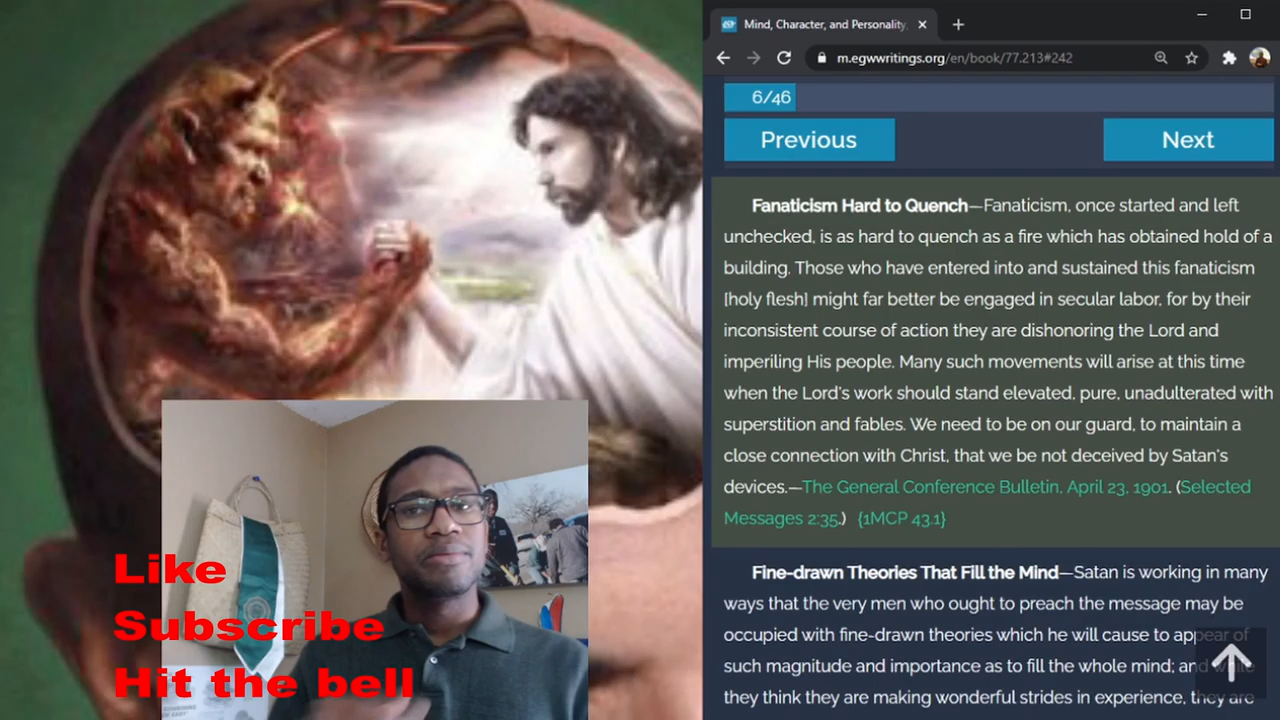 Mind, Character, and Personality,
m.egwwritings.org/en/book/77.213#242
6/46
Previous
Next
Fanaticism Hard to Quench—Fanaticism, once started and left
unchecked, is as hard to quench as a fire which has obtained hold of a
building. Those who have entered into and sustained this fanaticism
[holy flesh] might far better be engaged in secular labor, for by their
inconsistent course of action they are dishonoring the Lord and
imperiling His people. Many such movements will arise at this time
when the Lord's work should stand elevated, pure, unadulterated with
superstition and fables. We need to be on our guard, to maintain a
close connection with Christ, that we be not deceived by Satan's
devices.—The General Conference Bulletin, April 23, 1901. (Selected
Messages 2:35.) {1MCP 43.1}
Fine-drawn Theories That Fill the Mind—Satan is working in many
ways that the very men who ought to preach the message may be
occupied with fine-drawn theories which he will cause to appear of
such magnitude and importance as to fill the whole mind; and while
they think they are making wonderful strides in experience, they are
Like
Subscribe
Hit the bell